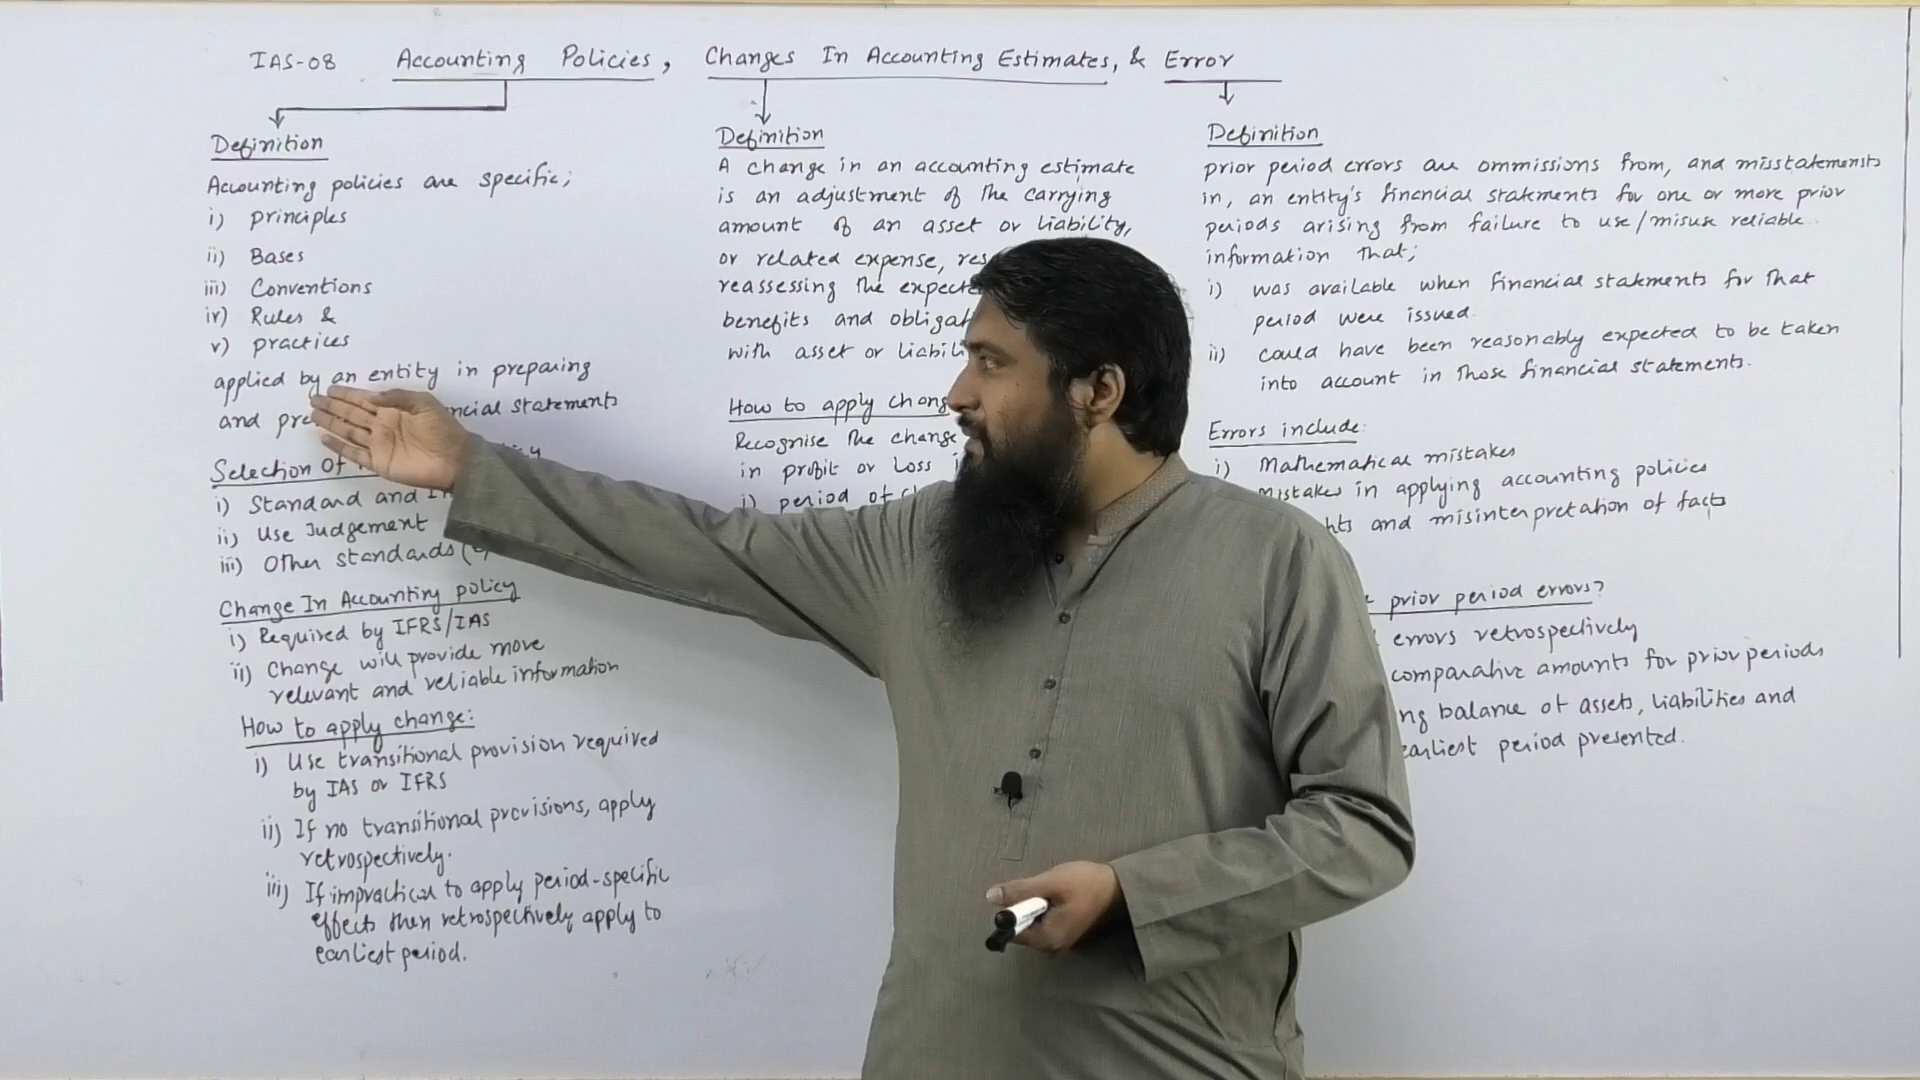 IAS-08 Accounting Policies, Changes In Accounting Estimates, & Error
Definition
Accounting policies are specific;
i) principles
ii) Bases
iii) Conventions
iv) Rules &
v) practices
applied by an entity in preparing
and ncial statements
Selection Of
i) Standard and
ii) Use Judgement
iii) Other standards
Change In Accounting policy
i) Required by IFRS/IAS
ii) Change will provide more
relevant and reliable information
How to apply change:
i) Use transitional provision required
by IAS or IFRS
ii) If no transitional provisions, apply
retrospectively.
iii) If impractical to apply period-specific
effects then retrospectively apply to
earliest period.
Definition
A change in an accounting estimate
is an adjustment of the carrying
amount of an asset or liability,
or related expense, res
reassessing the expecte
benefits and obligat
with asset or liabili
How to apply chang
Recognise the change
in profit or Loss
i) period of
Definition
prior period errors are ommissions from, and misstatemensts
in, an entity's financial statements for one or more prior
periods arising from failure to use/misuse reliable
information that;
i) was available when financial statements for that
period were issued.
ii) could have been reasonably expected to be taken
into account in those financial statements.
Errors include:
i) Mathematical mistakes
mistakes in applying accounting policies
hts and misinterpretation of facts
prior period errors?
errors retrospectively
comparative amounts for prior periods
ng balance of assets, liabilities and
earliest period presented.